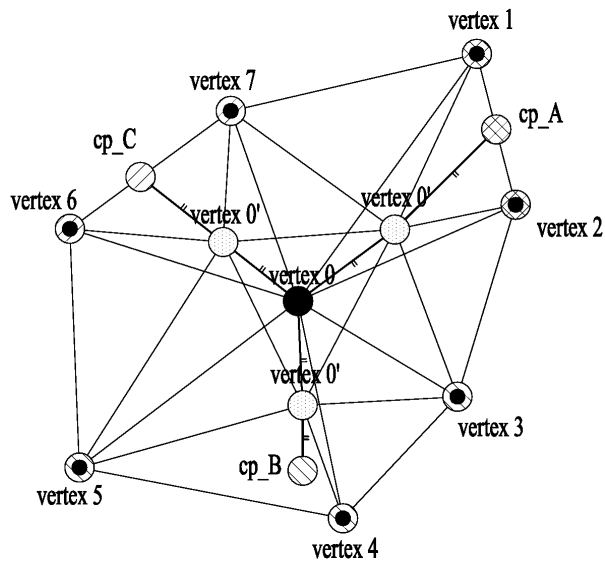 vertex 1
vertex 7
cp_A
cp_C
vertex 6
vertex 0'
vertex 0'
vertex 2
vertex 0
vertex 0'
vertex 3
cp_B
vertex 5
vertex 4